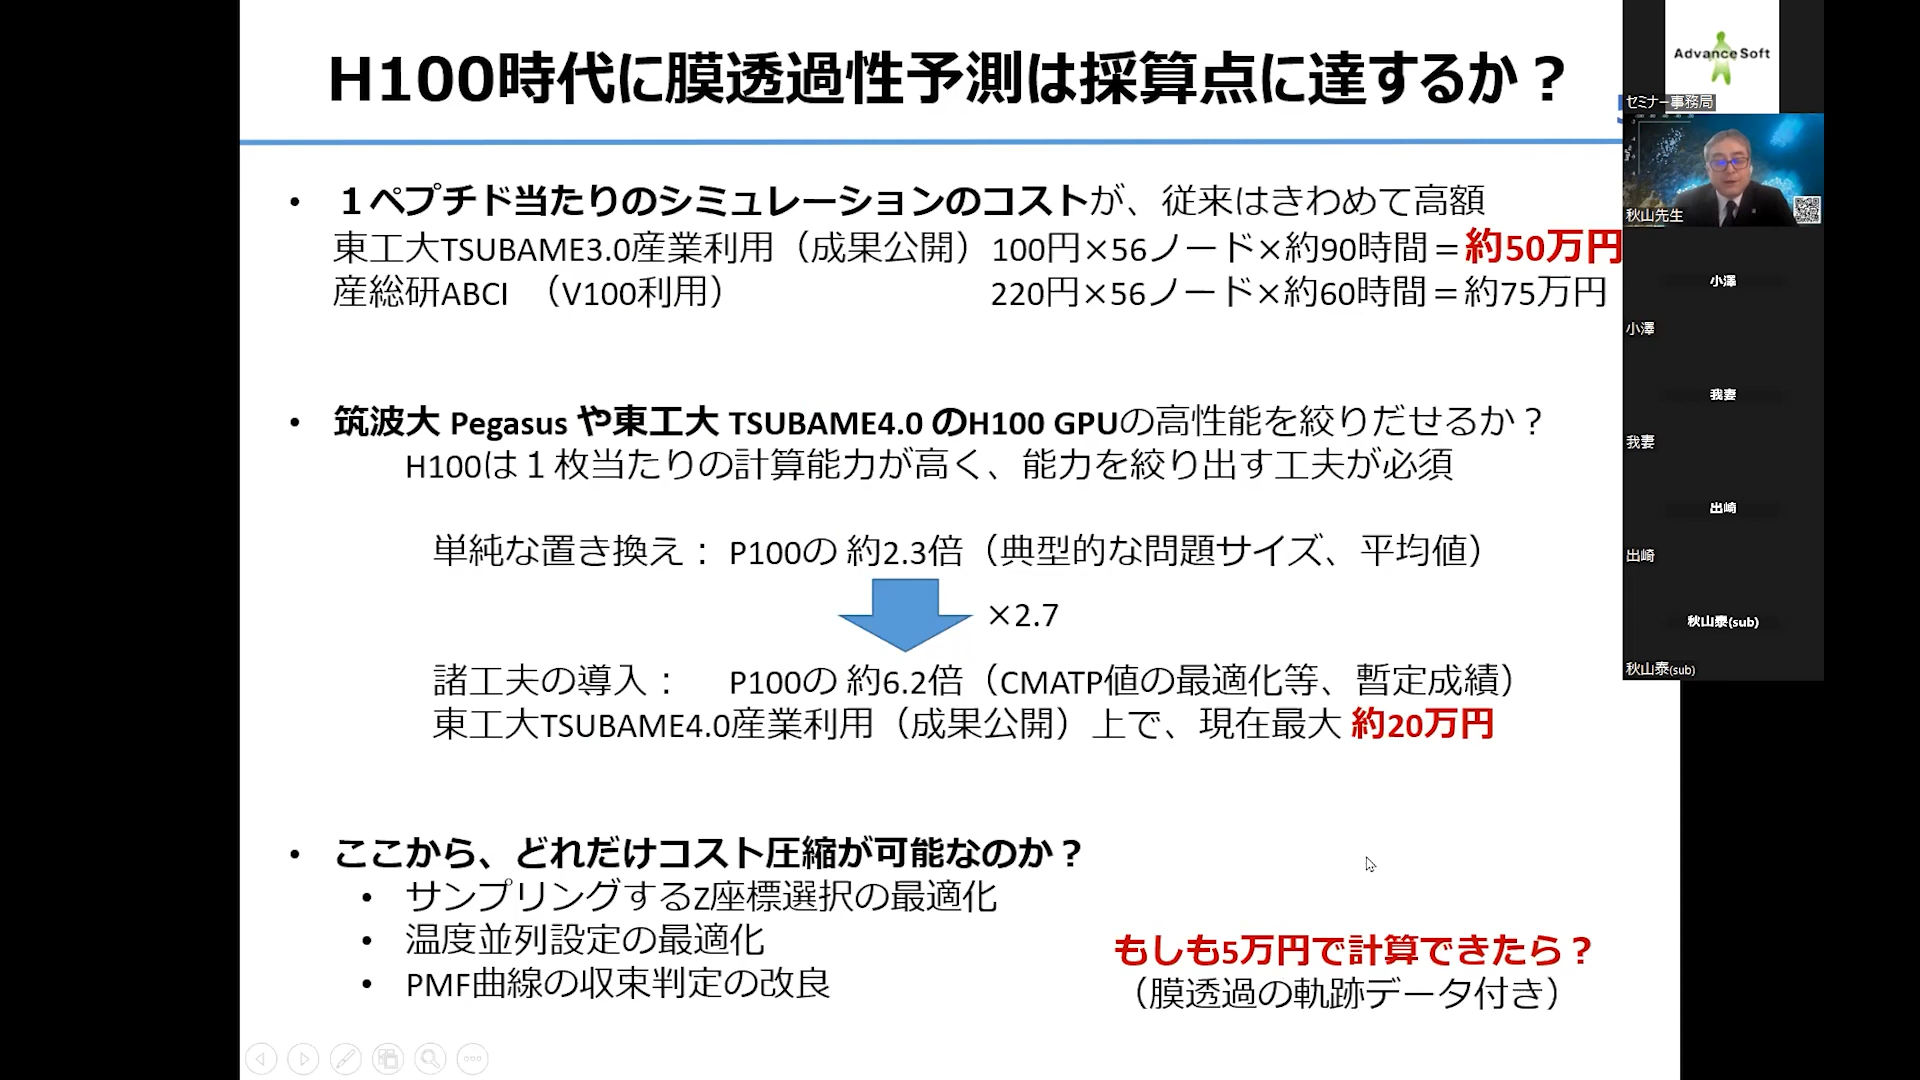 H100時代に膜透過性予測は採算点に達するか？
• １ペプチド当たりのシミュレーションのコストが、従来はきわめて高額
東工大TSUBAME3.0産業利用（成果公開）100円×56ノード×約90時間＝約50万円
産総研ABCI （V100利用） 220円×56ノード×約60時間＝約75万円
• 筑波大 Pegasus や東工大 TSUBAME4.0 のH100 GPUの高性能を絞りだせるか？
H100は１枚当たりの計算能力が高く、能力を絞り出す工夫が必須
単純な置き換え： P100の 約2.3倍（典型的な問題サイズ、平均値）
×2.7
諸工夫の導入： P100の 約6.2倍（CMATP値の最適化等、暫定成績）
東工大TSUBAME4.0産業利用（成果公開）上で、現在最大 約20万円
• ここから、どれだけコスト圧縮が可能なのか？
• サンプリングするZ座標選択の最適化
• 温度並列設定の最適化
• PMF曲線の収束判定の改良
もしも5万円で計算できたら？
（膜透過の軌跡データ付き）
AdvanceSoft
セミナー事務局
秋山先生
小澤
小澤
我妻
我妻
出崎
出崎
秋山泰(sub)
秋山泰(sub)